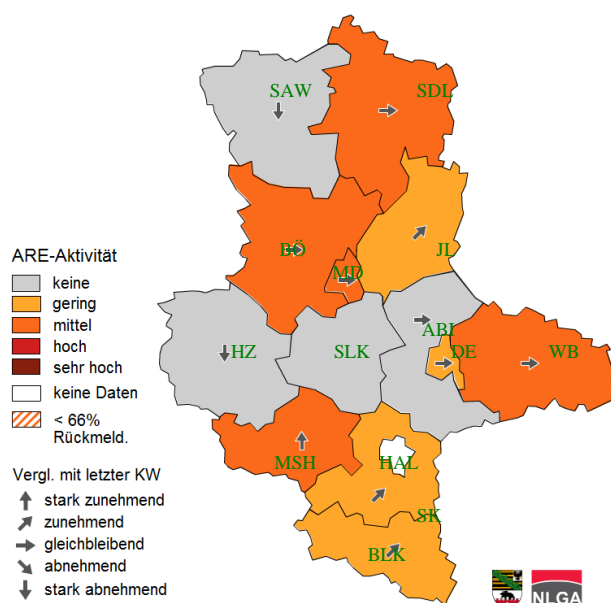 SAW
SDL
BÖ
JL
MD
ABI
HZ
SLK
DE
WB
MSH
HAL
SK
BLK
ARE-Aktivität
keine
gering
mittel
hoch
sehr hoch
keine Daten
< 66%
Rückmeld.
Vergl. mit letzter KW
stark zunehmend
zunehmend
gleichbleibend
abnehmend
stark abnehmend
NLGA